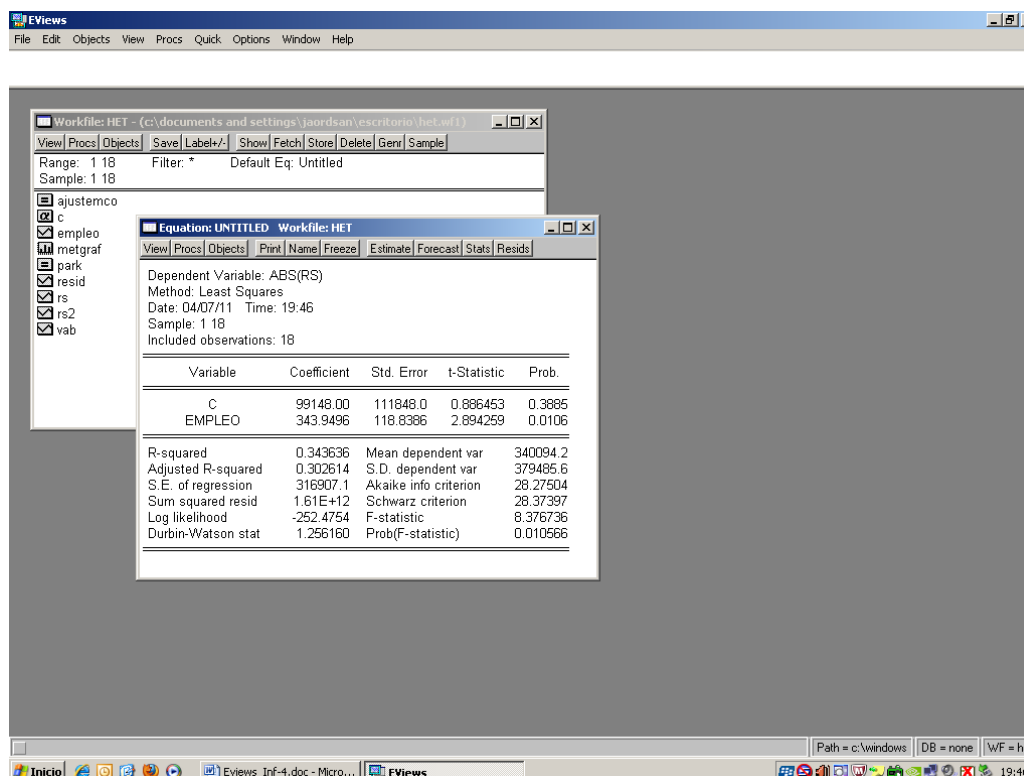 EViews
File Edit Objects View Procs Quick Options Window Help
Workfile: HET - (c:\documents and settings\jaordsan\escritorio\het.wf1)
View Procs Objects Save Label+/- Show Fetch Store Delete Genr Sample
Range: 1 18 Filter: * Default Eq: Untitled
Sample: 1 18
ajustemco
c
empleo
metgraf
park
resid
rs
rs2
vab
Equation: UNTITLED Workfile: HET
View Procs Objects Print Name Freeze Estimate Forecast Stats Resids
Dependent Variable: ABS(RS)
Method: Least Squares
Date: 04/07/11 Time: 19:46
Sample: 1 18
Included observations: 18
Variable Coefficient Std. Error t-Statistic Prob.
C 99148.00 111848.0 0.886453 0.3885
EMPLEO 343.9496 118.8386 2.894259 0.0106
R-squared 0.343636 Mean dependent var 340094.2
Adjusted R-squared 0.302614 S.D. dependent var 379485.6
S.E. of regression 316907.1 Akaike info criterion 28.27504
Sum squared resid 1.61E+12 Schwarz criterion 28.37397
Log likelihood -252.4754 F-statistic 8.376736
Durbin-Watson stat 1.256160 Prob(F-statistic) 0.010566
Path = c:\windows DB = none WF = h
Inicio Eviews_Inf-4.doc - Micro... EViews